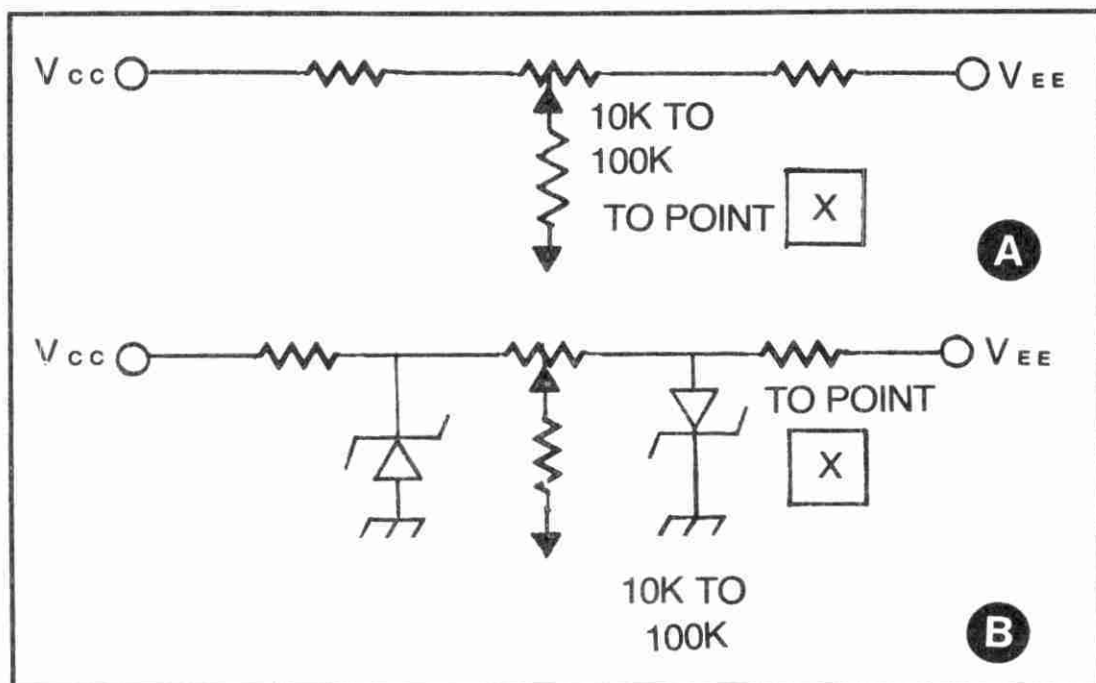 VCC
VEE
10K TO
100K
TO POINT X
A
VCC
VEE
TO POINT
X
10K TO
100K
B